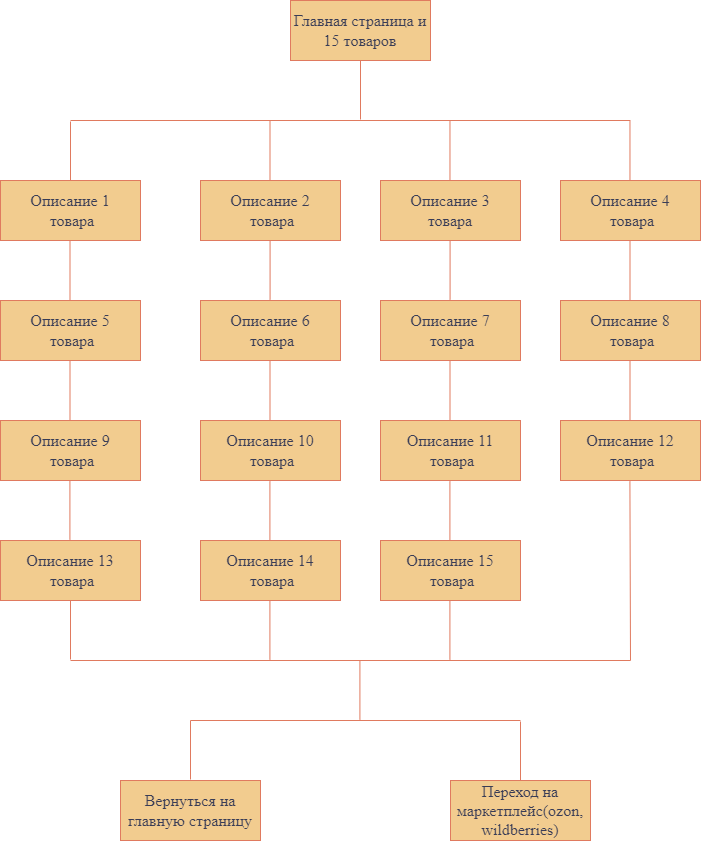 Главная страница и
15 товаров
Описание 1
товара
Описание 2
товара
Описание 3
товара
Описание 4
товара
Описание 5
товара
Описание 6
товара
Описание 7
товара
Описание 8
товара
Описание 9
товара
Описание 10
товара
Описание 11
товара
Описание 12
товара
Описание 13
товара
Описание 14
товара
Описание 15
товара
Вернуться на
главную страницу
Переход на
маркетплейс(ozon,
wildberries)